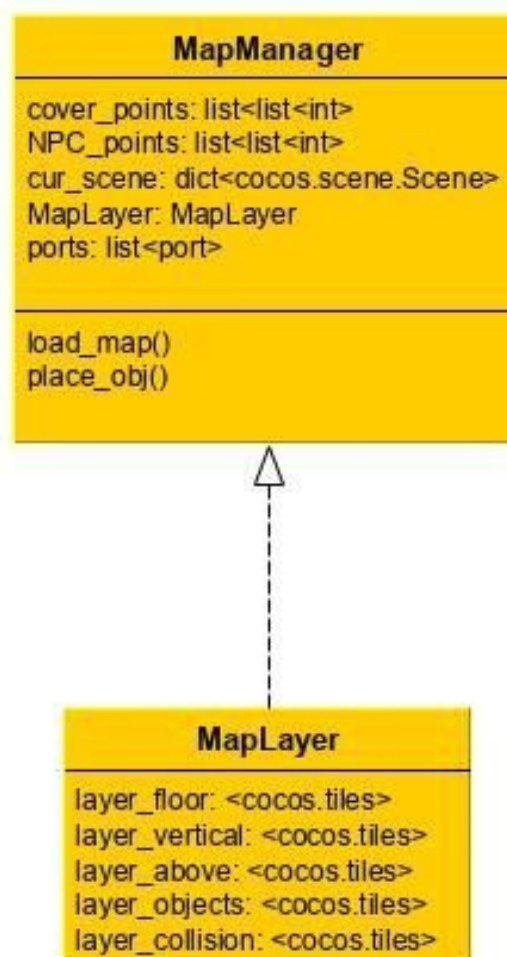 MapManager
cover_points: list<list<int>
NPC_points: list<list<int>
cur_scene: dict<cocos.scene.Scene>
MapLayer: MapLayer
ports: list<port>
load_map()
place_obj()
MapLayer
layer_floor: <cocos.tiles>
layer_vertical: <cocos.tiles>
layer_above: <cocos.tiles>
layer_objects: <cocos.tiles>
layer_collision: <cocos.tiles>